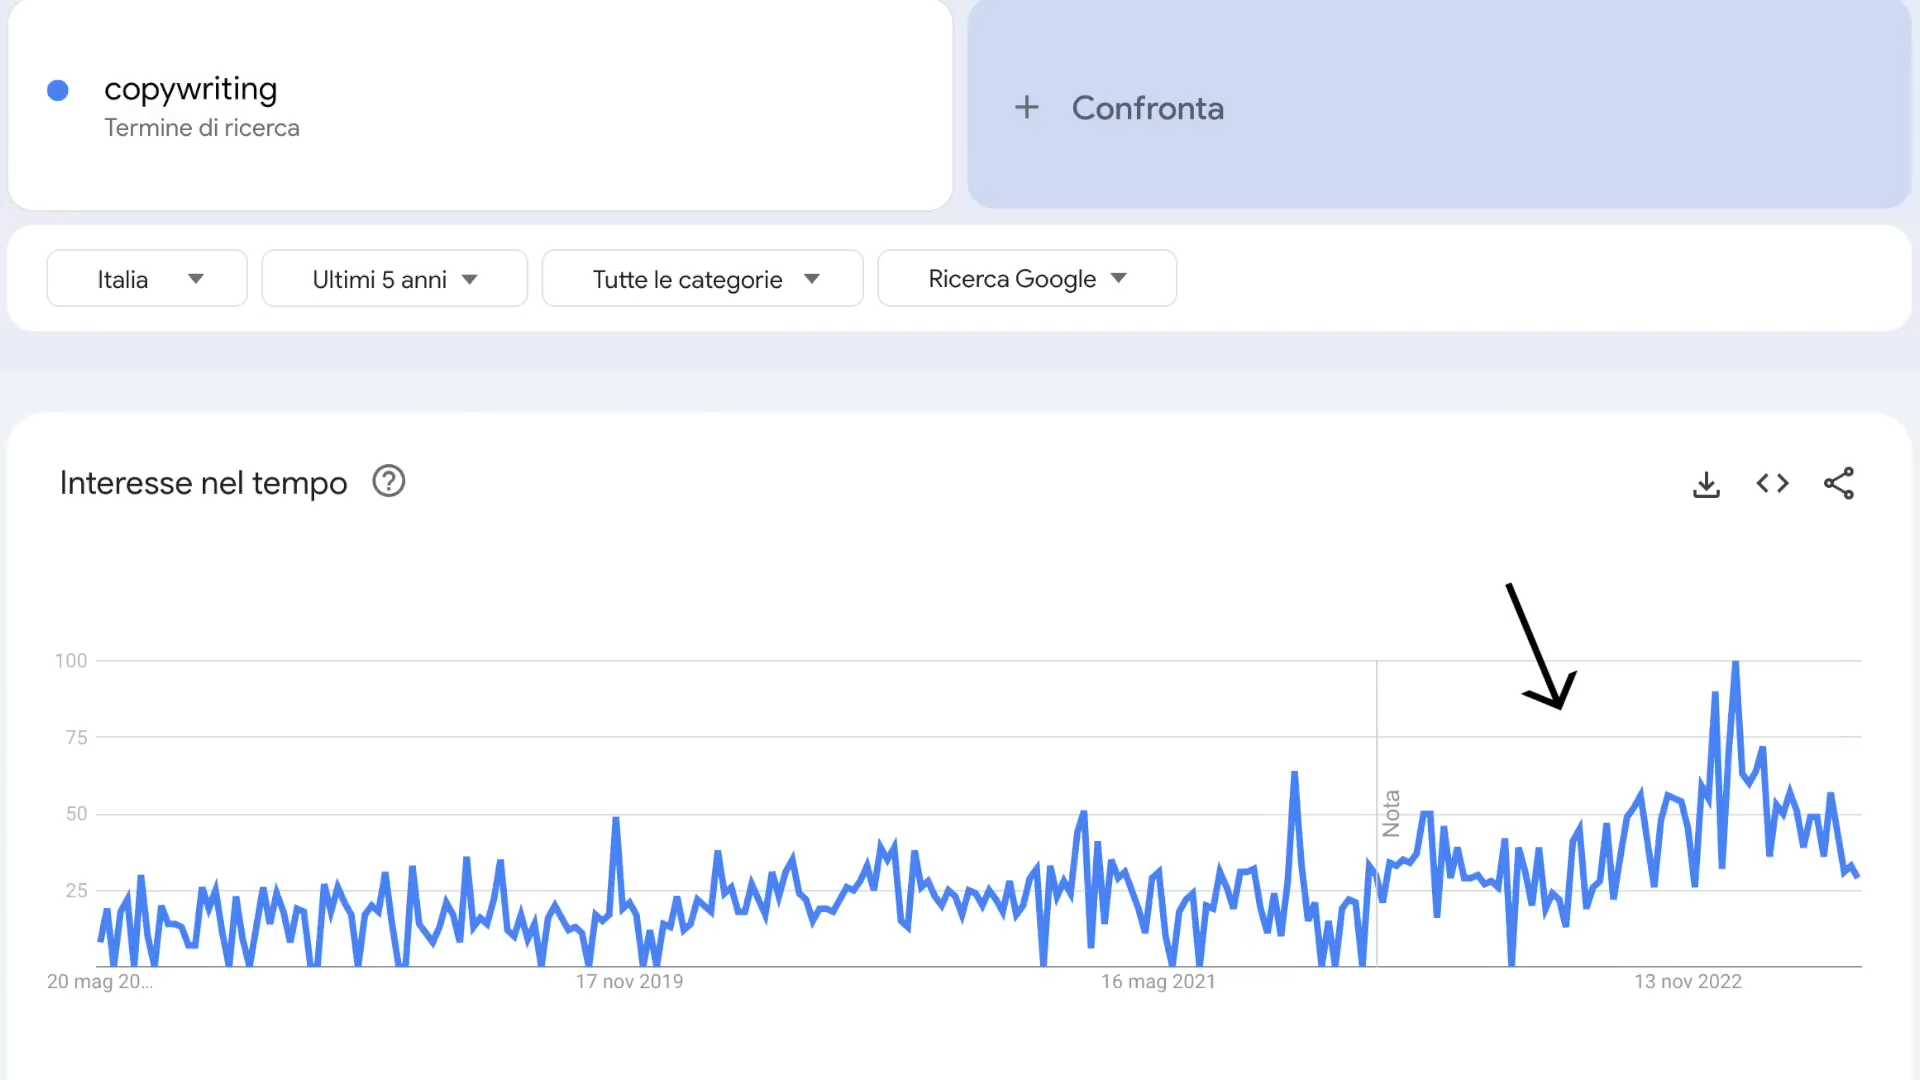 copywriting
Termine di ricerca
+ Confronta
Italia
Ultimi 5 anni
Tutte le categorie
Ricerca Google
Interesse nel tempo ?
100
75
50
25
Nota
20 mag 20...
17 nov 2019
16 mag 2021
13 nov 2022